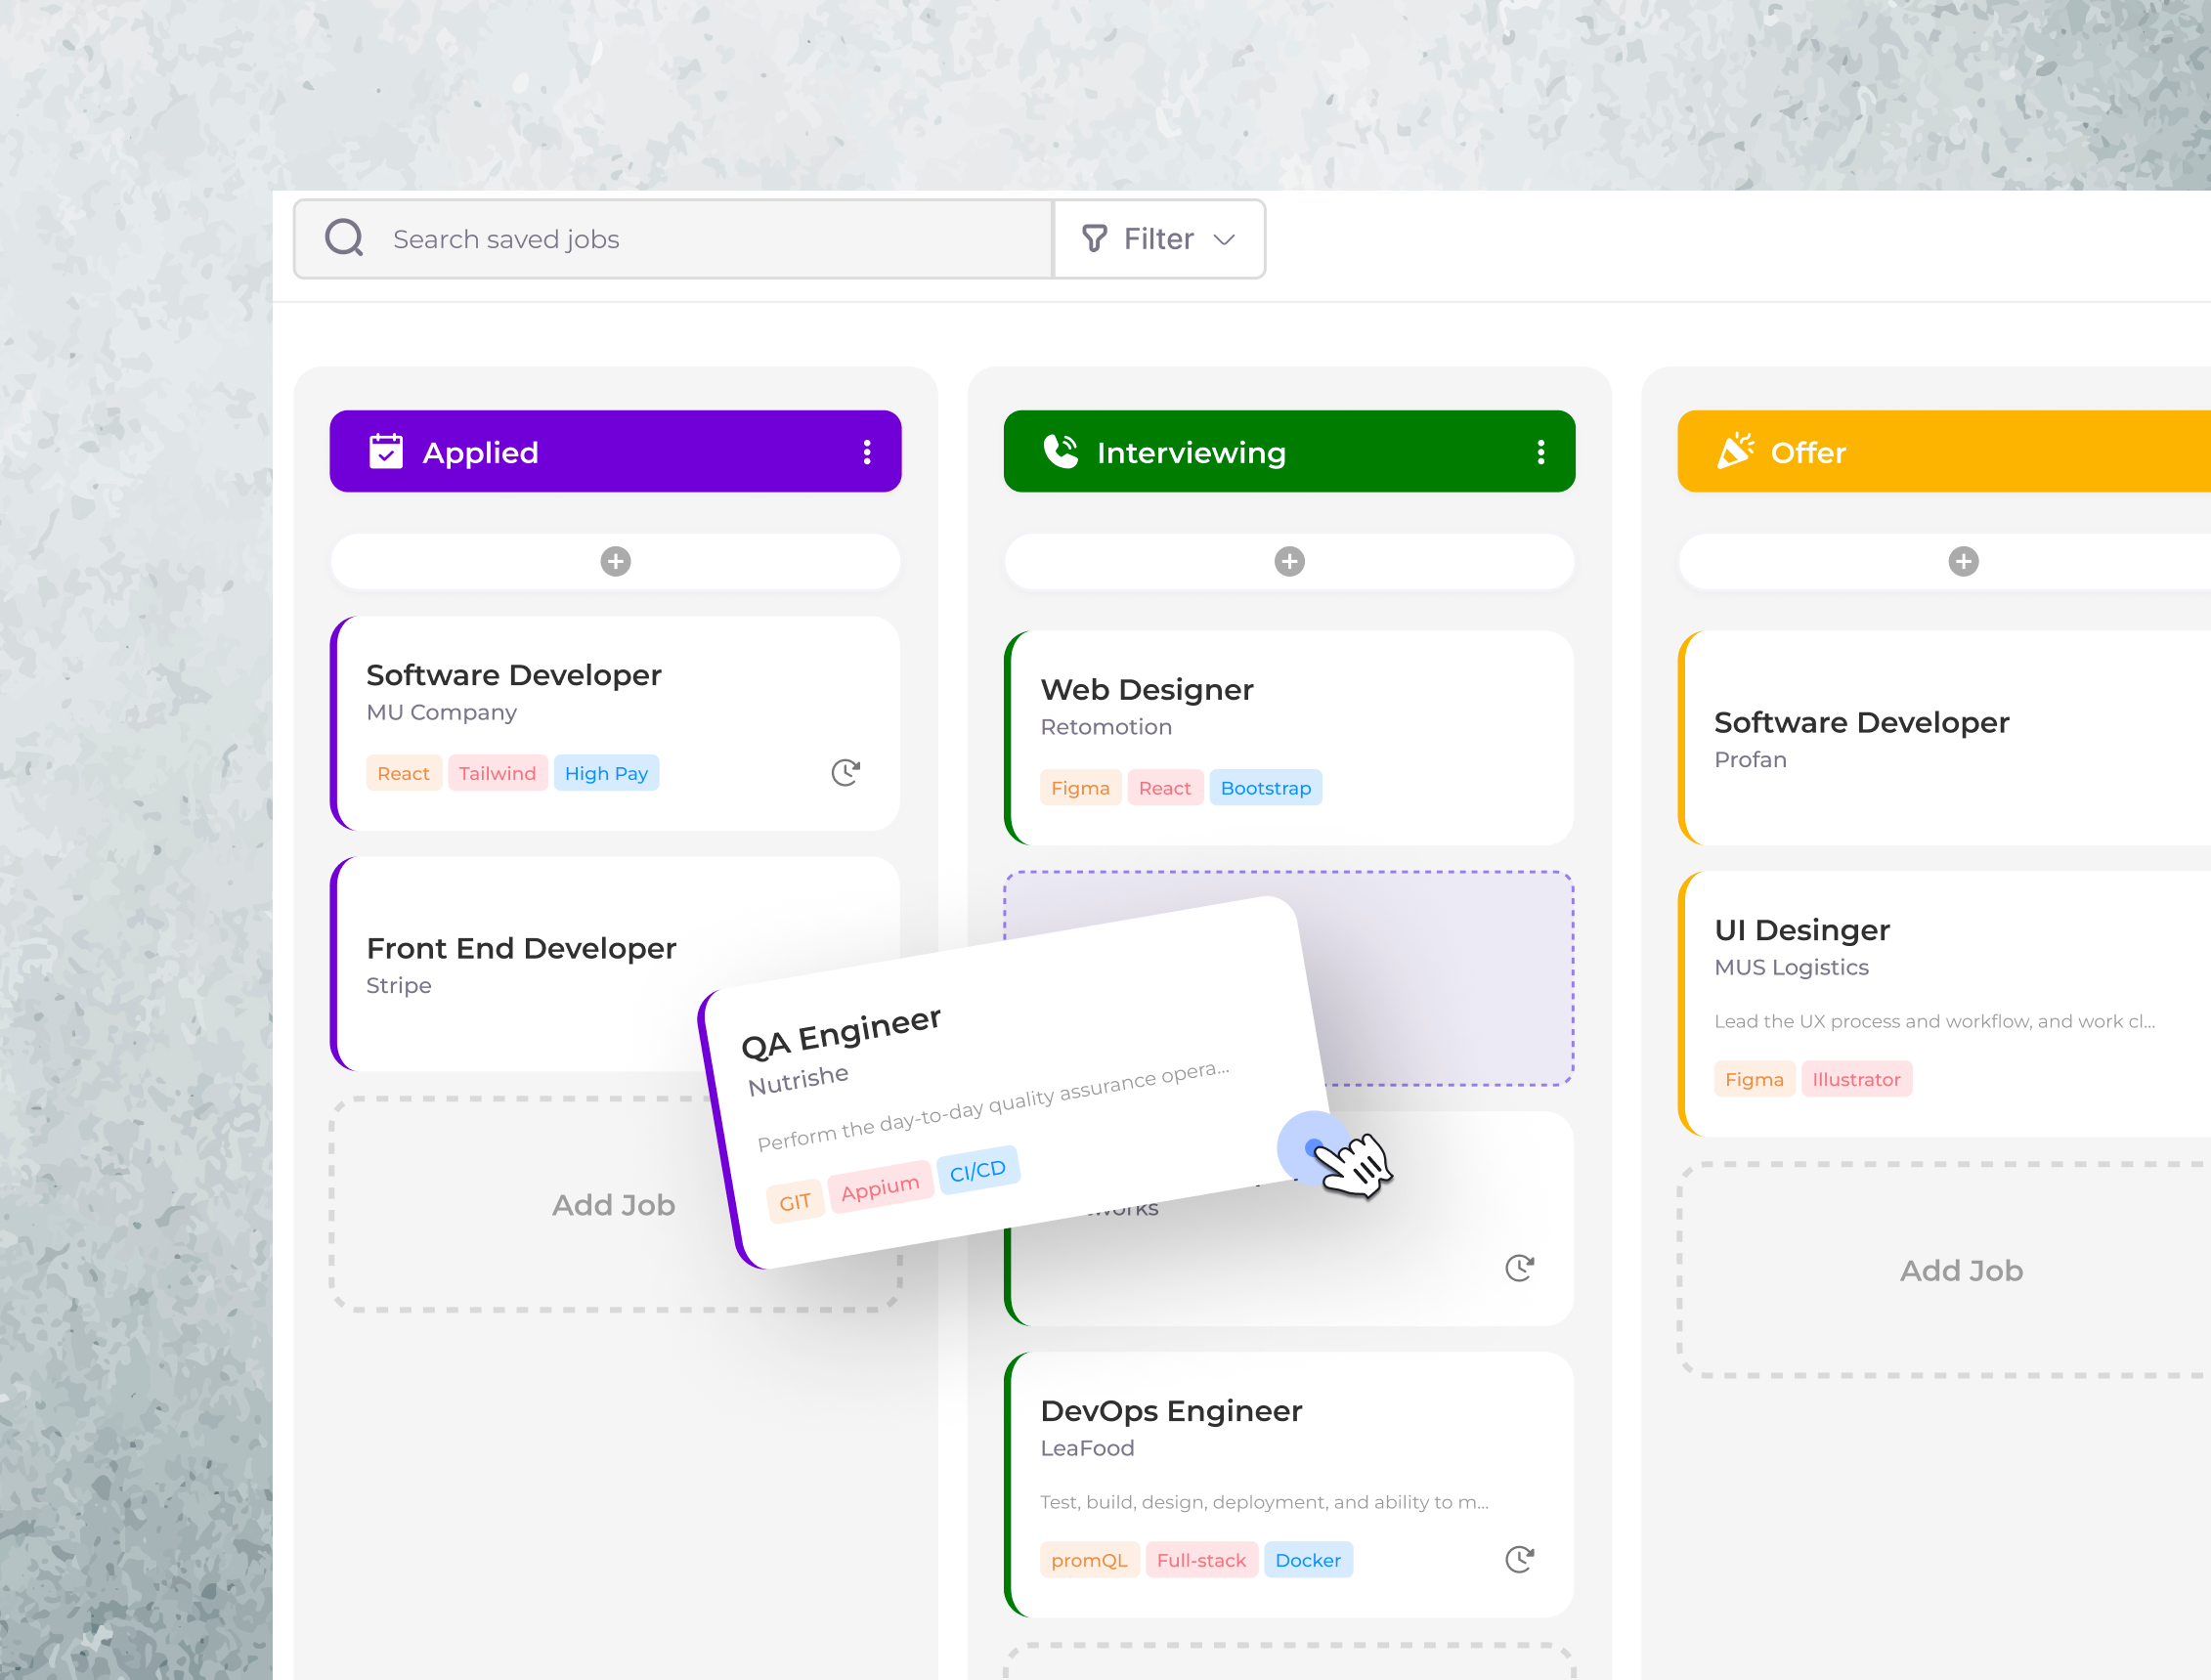 Search saved jobs
Filter
Applied
Software Developer
MU Company
React Tailwind High Pay
Front End Developer
Stripe
Add Job
QA Engineer
Nutrishe
Perform the day-to-day quality assurance opera...
GIT Appium CI/CD
Interviewing
Web Designer
Retomotion
Figma React Bootstrap
DevOps Engineer
LeaFood
Test, build, design, deployment, and ability to m...
promQL Full-stack Docker
Offer
Software Developer
Profan
UI Desinger
MUS Logistics
Lead the UX process and workflow, and work cl...
Figma Illustrator
Add Job